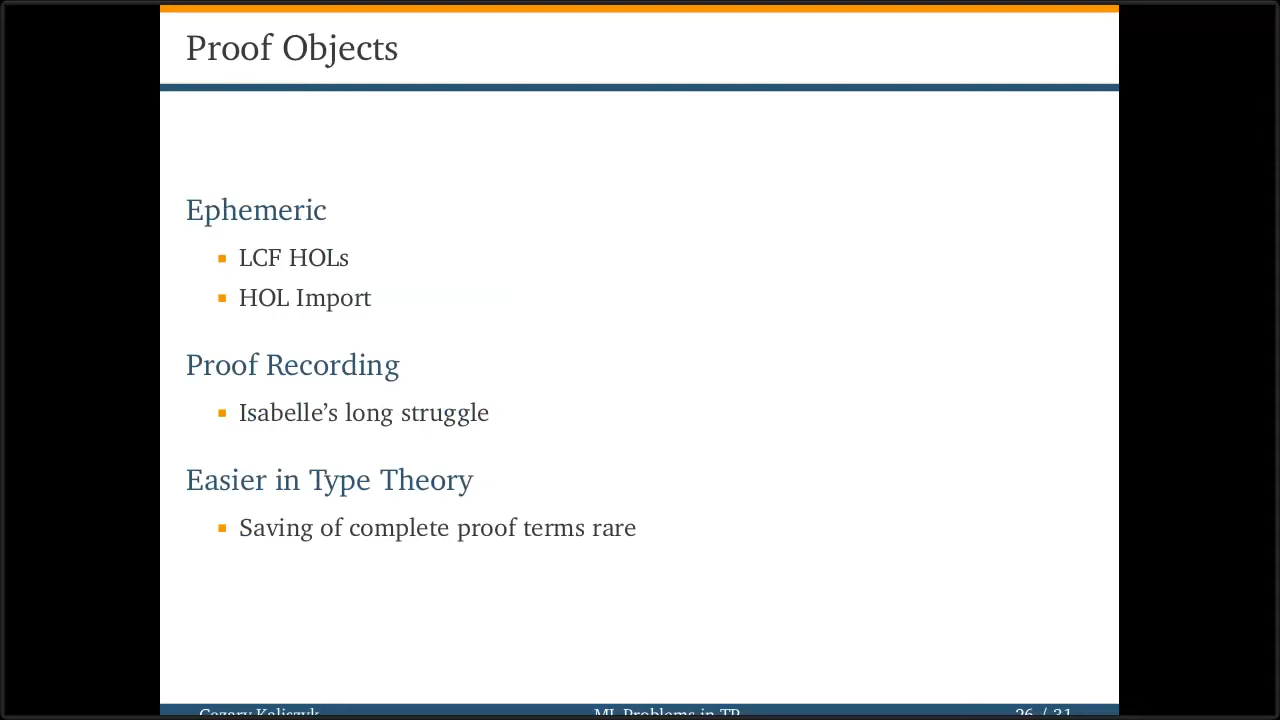 Proof Objects
Ephemeric
LCF HOLs
HOL Import
Proof Recording
Isabelle’s long struggle
Easier in Type Theory
Saving of complete proof terms rare
Cezary Kaliszyk ML Problems in TP 26 / 31